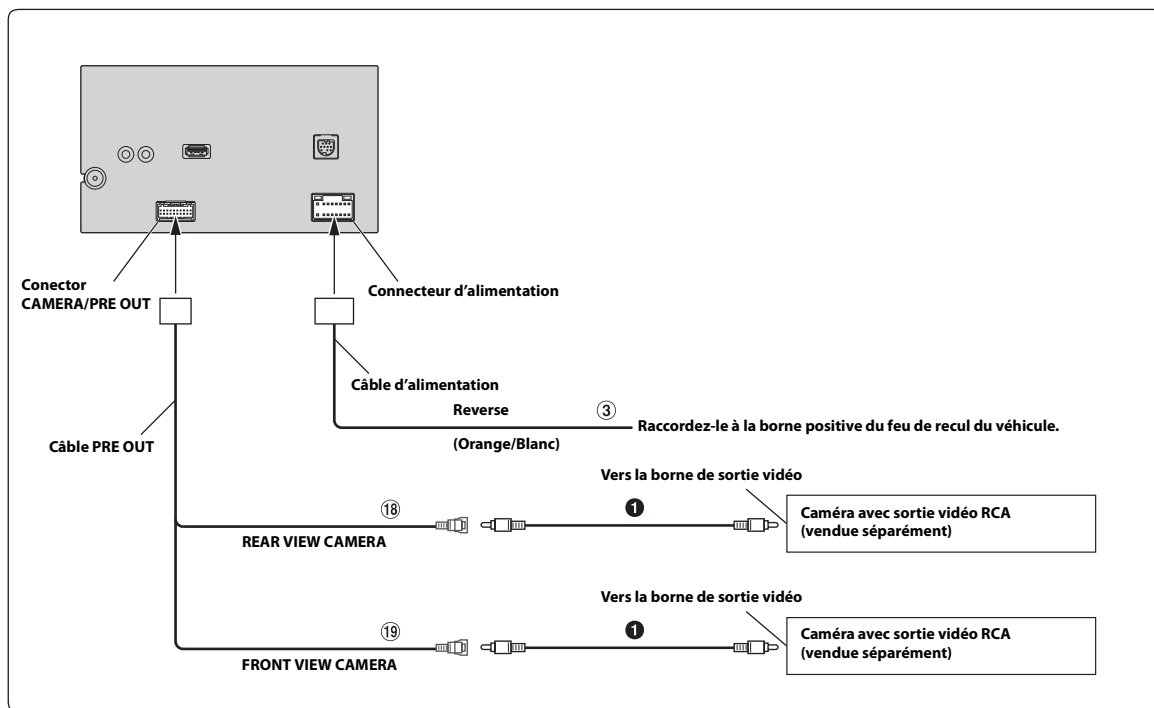 Conector
CAMERA/PRE OUT
Connecteur d’alimentation
Câble d’alimentation
Reverse
③
Raccordez-le à la borne positive du feu de recul du véhicule.
(Orange/Blanc)
Câble PRE OUT
Vers la borne de sortie vidéo
⑱
❶
Caméra avec sortie vidéo RCA
(vendue séparément)
REAR VIEW CAMERA
Vers la borne de sortie vidéo
⑲
❶
Caméra avec sortie vidéo RCA
(vendue séparément)
FRONT VIEW CAMERA